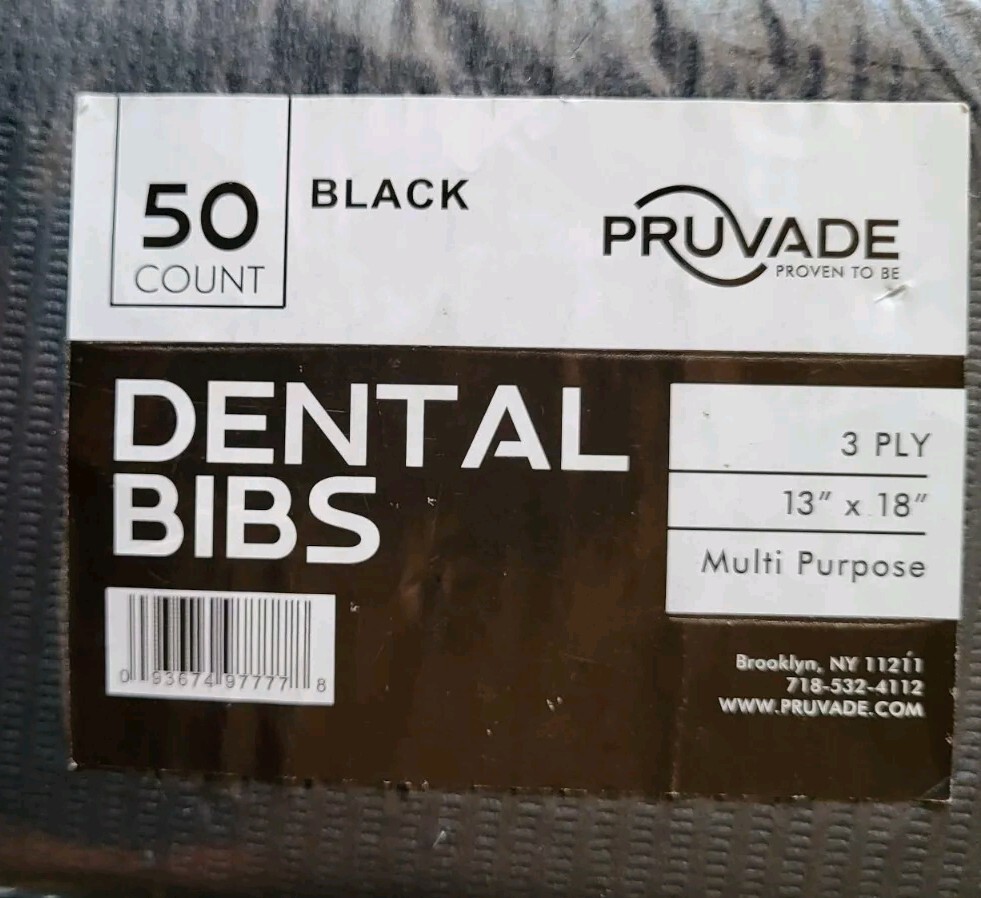 50
COUNT
BLACK
PRUVADE
PROVEN TO BE
DENTAL
BIBS
3 PLY
13" x 18"
Multi Purpose
0 93674 97777 8
Brooklyn, NY 11211
718-532-4112
WWW.PRUVADE.COM